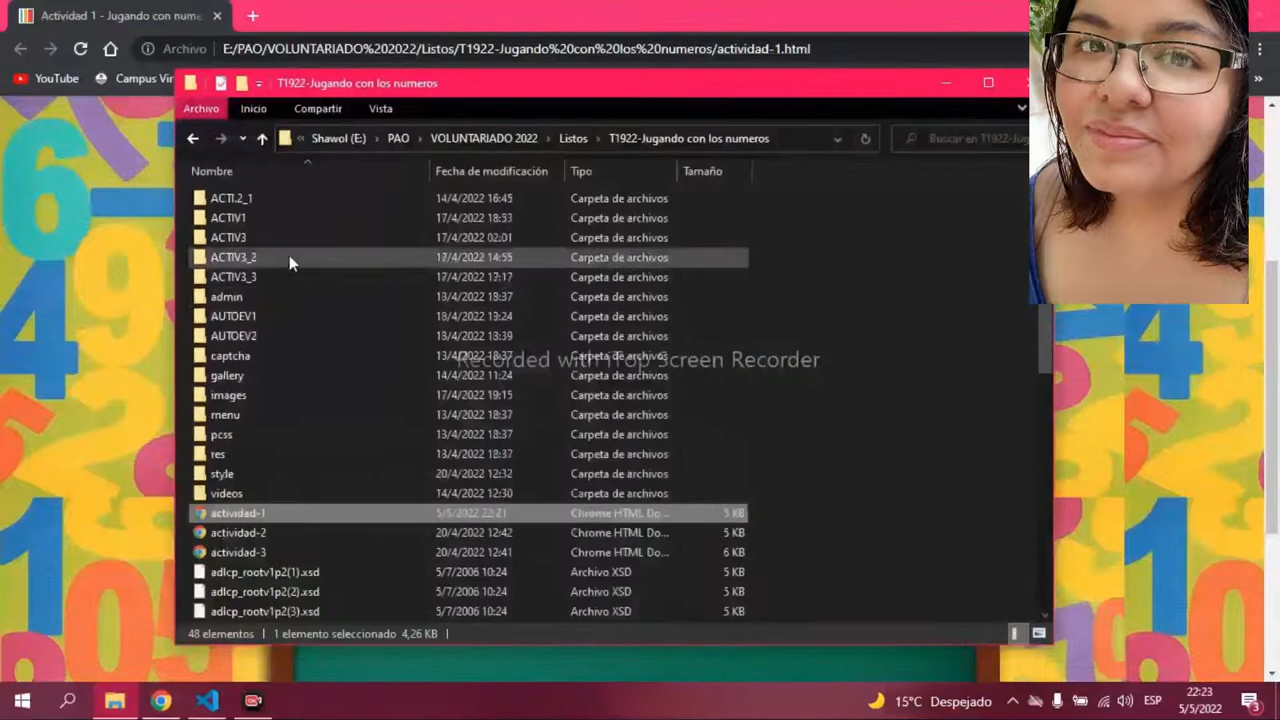 Actividad 1 - Jugando con nume
Archivo E:/PAO/VOLUNTARIADO%202022/Listos/T1922-Jugando%20con%20los%20numeros/actividad-1.html
YouTube Campus Vir
T1922-Jugando con los numeros
Archivo Inicio Compartir Vista
Shawol (E:) PAO VOLUNTARIADO 2022 Listos T1922-Jugando con los numeros Buscar en T1922-Jug
Nombre Fecha de modificación Tipo Tamaño
ACTI.2_1 14/4/2022 16:45 Carpeta de archivos
ACTIV1 17/4/2022 18:53 Carpeta de archivos
ACTIV3 17/4/2022 02:01 Carpeta de archivos
ACTIV3_2 17/4/2022 14:55 Carpeta de archivos
ACTIV3_3 17/4/2022 17:17 Carpeta de archivos
admin 13/4/2022 18:37 Carpeta de archivos
AUTOEV1 18/4/2022 13:24 Carpeta de archivos
AUTOEV2 18/4/2022 13:39 Carpeta de archivos
captcha 13/4/2022 18:37 Carpeta de archivos
Recorded with iTop Screen Recorder
gallery 14/4/2022 11:24 Carpeta de archivos
images 17/4/2022 19:15 Carpeta de archivos
menu 13/4/2022 18:37 Carpeta de archivos
pcss 13/4/2022 18:37 Carpeta de archivos
res 13/4/2022 18:37 Carpeta de archivos
style 20/4/2022 12:32 Carpeta de archivos
videos 14/4/2022 12:30 Carpeta de archivos
actividad-1 5/5/2022 22:21 Chrome HTML Do... 5 KB
actividad-2 20/4/2022 12:42 Chrome HTML Do... 5 KB
actividad-3 20/4/2022 12:41 Chrome HTML Do... 6 KB
adlcp_rootv1p2(1).xsd 5/7/2006 10:24 Archivo XSD 5 KB
adlcp_rootv1p2(2).xsd 5/7/2006 10:24 Archivo XSD 5 KB
adlcp_rootv1p2(3).xsd 5/7/2006 10:24 Archivo XSD 5 KB
48 elementos 1 elemento seleccionado 4,26 KB
15°C Despejado ESP 22:23
5/5/2022 3